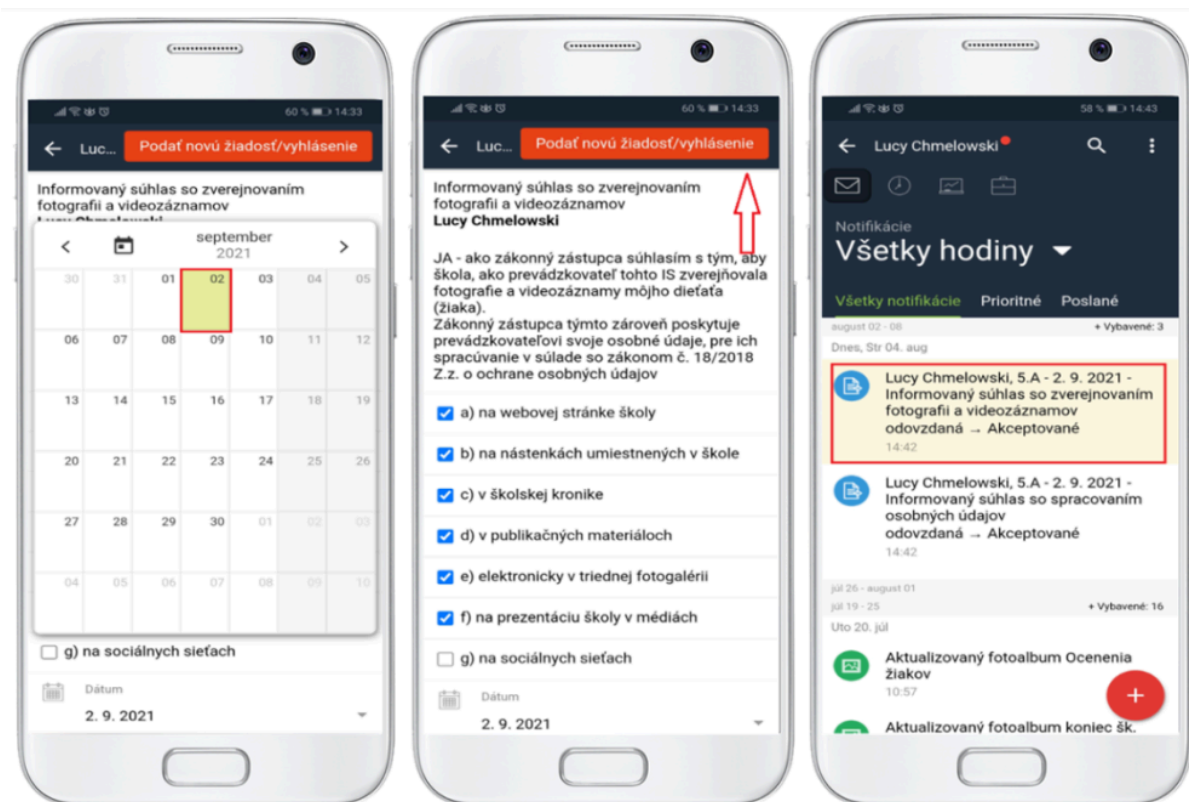 60 % 14:33
Luc... Podať novú žiadosť/vyhlásenie
Informovaný súhlas so zverejnovaním
fotografii a videozáznamov
Lucy Chmelowski
september
2021
30 31 01 02 03 04 05
06 07 08 09 10 11 12
13 14 15 16 17 18 19
20 21 22 23 24 25 26
27 28 29 30 01 02 03
04 05 06 07 08 09 10
g) na sociálnych sieťach
Dátum
2. 9. 2021
60 % 14:33
Luc... Podať novú žiadosť/vyhlásenie
Informovaný súhlas so zverejnovaním
fotografii a videozáznamov
Lucy Chmelowski
JA - ako zákonný zástupca súhlasím s tým, aby
škola, ako prevádzkovateľ tohto IS zverejňovala
fotografie a videozáznamy môjho dieťaťa
(žiaka).
Zákonný zástupca týmto zároveň poskytuje
prevádzkovateľovi svoje osobné údaje, pre ich
spracúvanie v súlade so zákonom č. 18/2018
Z.z. o ochrane osobných údajov
a) na webovej stránke školy
b) na nástenkách umiestnených v škole
c) v školskej kronike
d) v publikačných materiáloch
e) elektronicky v triednej fotogalérii
f) na prezentáciu školy v médiách
g) na sociálnych sieťach
Dátum
2. 9. 2021
58 % 14:43
Lucy Chmelowski
Notifikácie
Všetky hodiny
Všetky notifikácie Prioritné Poslané
august 02 - 08 + Vybavené: 3
Dnes, Str 04. aug
Lucy Chmelowski, 5.A - 2. 9. 2021 -
Informovaný súhlas so zverejnovaním
fotografii a videozáznamov
odovzdaná → Akceptované
14:42
Lucy Chmelowski, 5.A - 2. 9. 2021 -
Informovaný súhlas so spracovaním
osobných údajov
odovzdaná → Akceptované
14:42
júl 26 - august 01
júl 19 - 25 + Vybavené: 16
Uto 20. júl
Aktualizovaný fotoalbum Ocenenia
žiakov
10:57
Aktualizovaný fotoalbum koniec šk.